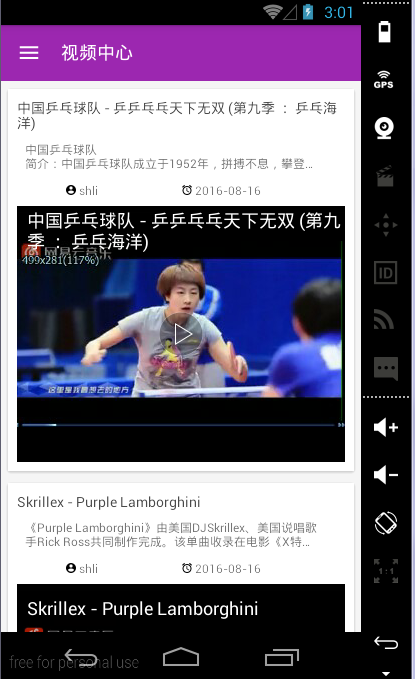 3:01
视频中心
中国乒乓球队 - 乒乒乓乓天下无双 (第九季 ： 乒乓海
洋)
中国乒乓球队
简介：中国乒乓球队成立于1952年，拼搏不息，攀登...
shli
2016-08-16
中国乒乓球队 - 乒乒乓乓天下无双 (第九
季 ： 乒乓海洋)
网易云音乐
499x281(117%)
这里是我最想去的地方
Skrillex - Purple Lamborghini
《Purple Lamborghini》由美国DJSkrillex、美国说唱歌
手Rick Ross共同制作完成。该单曲收录在电影《X特...
shli
2016-08-16
Skrillex - Purple Lamborghini
free for personal use
GPS
ID
1:1